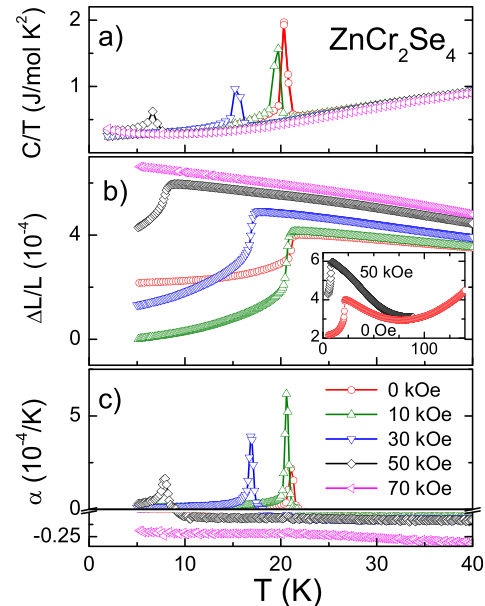 a)
ZnCr2Se4
C/T (J/mol K²)
2
1
0
b)
ΔL/L (10⁻⁴)
4
0
6
4
2
50 kOe
0 Oe
0
100
c)
α (10⁻⁴/K)
5
0
-0.25
0 kOe
10 kOe
30 kOe
50 kOe
70 kOe
0
10
20
30
40
T (K)